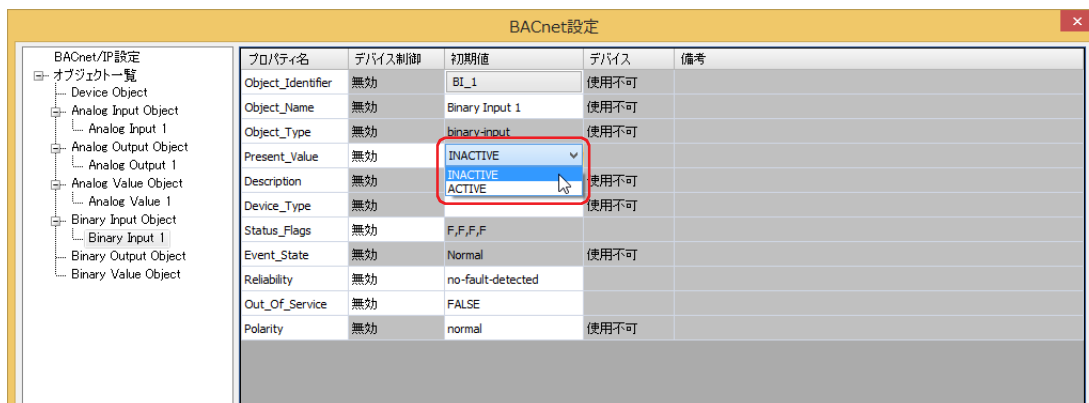 BACnet設定
BACnet/IP設定
オブジェクト一覧
Device Object
Analog Input Object
Analog Input 1
Analog Output Object
Analog Output 1
Analog Value Object
Analog Value 1
Binary Input Object
Binary Input 1
Binary Output Object
Binary Value Object
プロパティ名 デバイス制御 初期値 デバイス 備考
Object_Identifier 無効 BI_1 使用不可
Object_Name 無効 Binary Input 1 使用不可
Object_Type 無効 binary-input 使用不可
Present_Value 無効 INACTIVE
INACTIVE
ACTIVE
Description 無効 使用不可
Device_Type 無効 使用不可
Status_Flags 無効 F,F,F,F
Event_State 無効 Normal 使用不可
Reliability 無効 no-fault-detected
Out_Of_Service 無効 FALSE
Polarity 無効 normal 使用不可